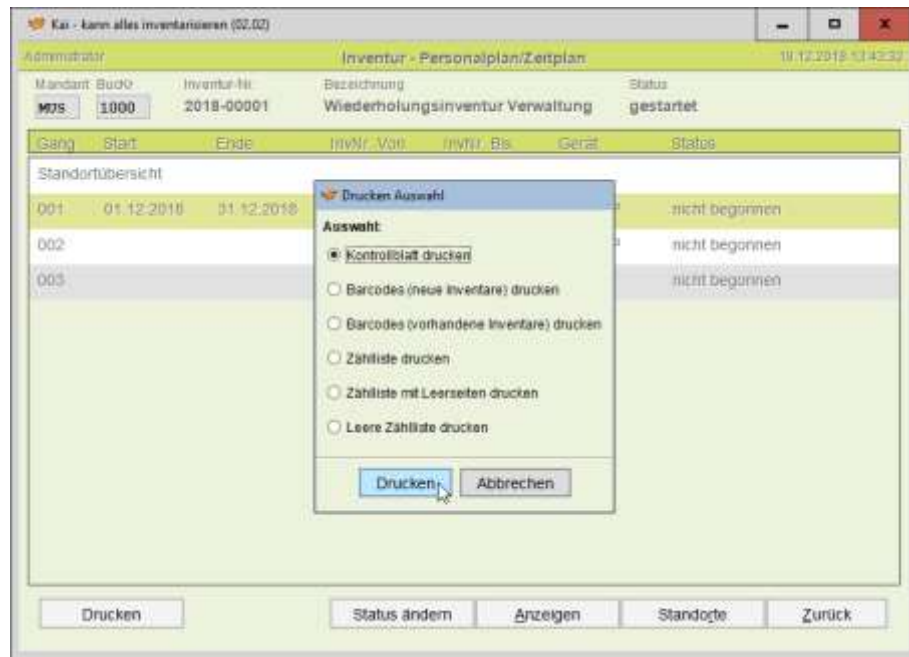 Kai - kann alles inventarisieren (02.02)
Administrator Inventur - Personalplan/Zeitplan 19.12.2018 13:43:32
Mandant BucKr Inventur-Nr. Bezeichnung Status
MUS 1000 2018-00001 Wiederholungsinventur Verwaltung gestartet
Gang Start Ende InvNr. Von InvNr. Bis Gerät Status
Standortübersicht
001 01.12.2018 31.12.2018 nicht begonnen
002 nicht begonnen
003 nicht begonnen
Drucken Auswahl
Auswahl:
Kontrollblatt drucken
Barcodes (neue Inventare) drucken
Barcodes (vorhandene Inventare) drucken
Zählliste drucken
Zählliste mit Leerseiten drucken
Leere Zählliste drucken
Drucken Abbrechen
Drucken Status ändern Anzeigen Standorte Zurück